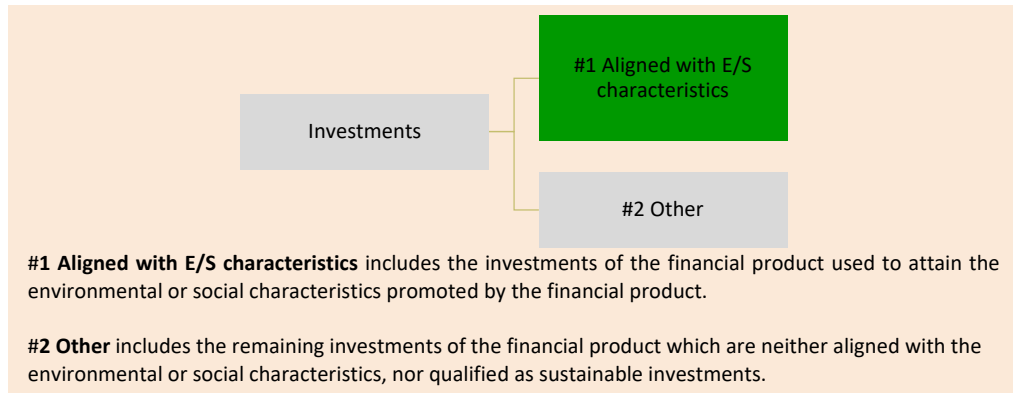 #1 Aligned with E/S
characteristics
Investments
#2 Other
#1 Aligned with E/S characteristics includes the investments of the financial product used to attain the
environmental or social characteristics promoted by the financial product.
#2 Other includes the remaining investments of the financial product which are neither aligned with the
environmental or social characteristics, nor qualified as sustainable investments.